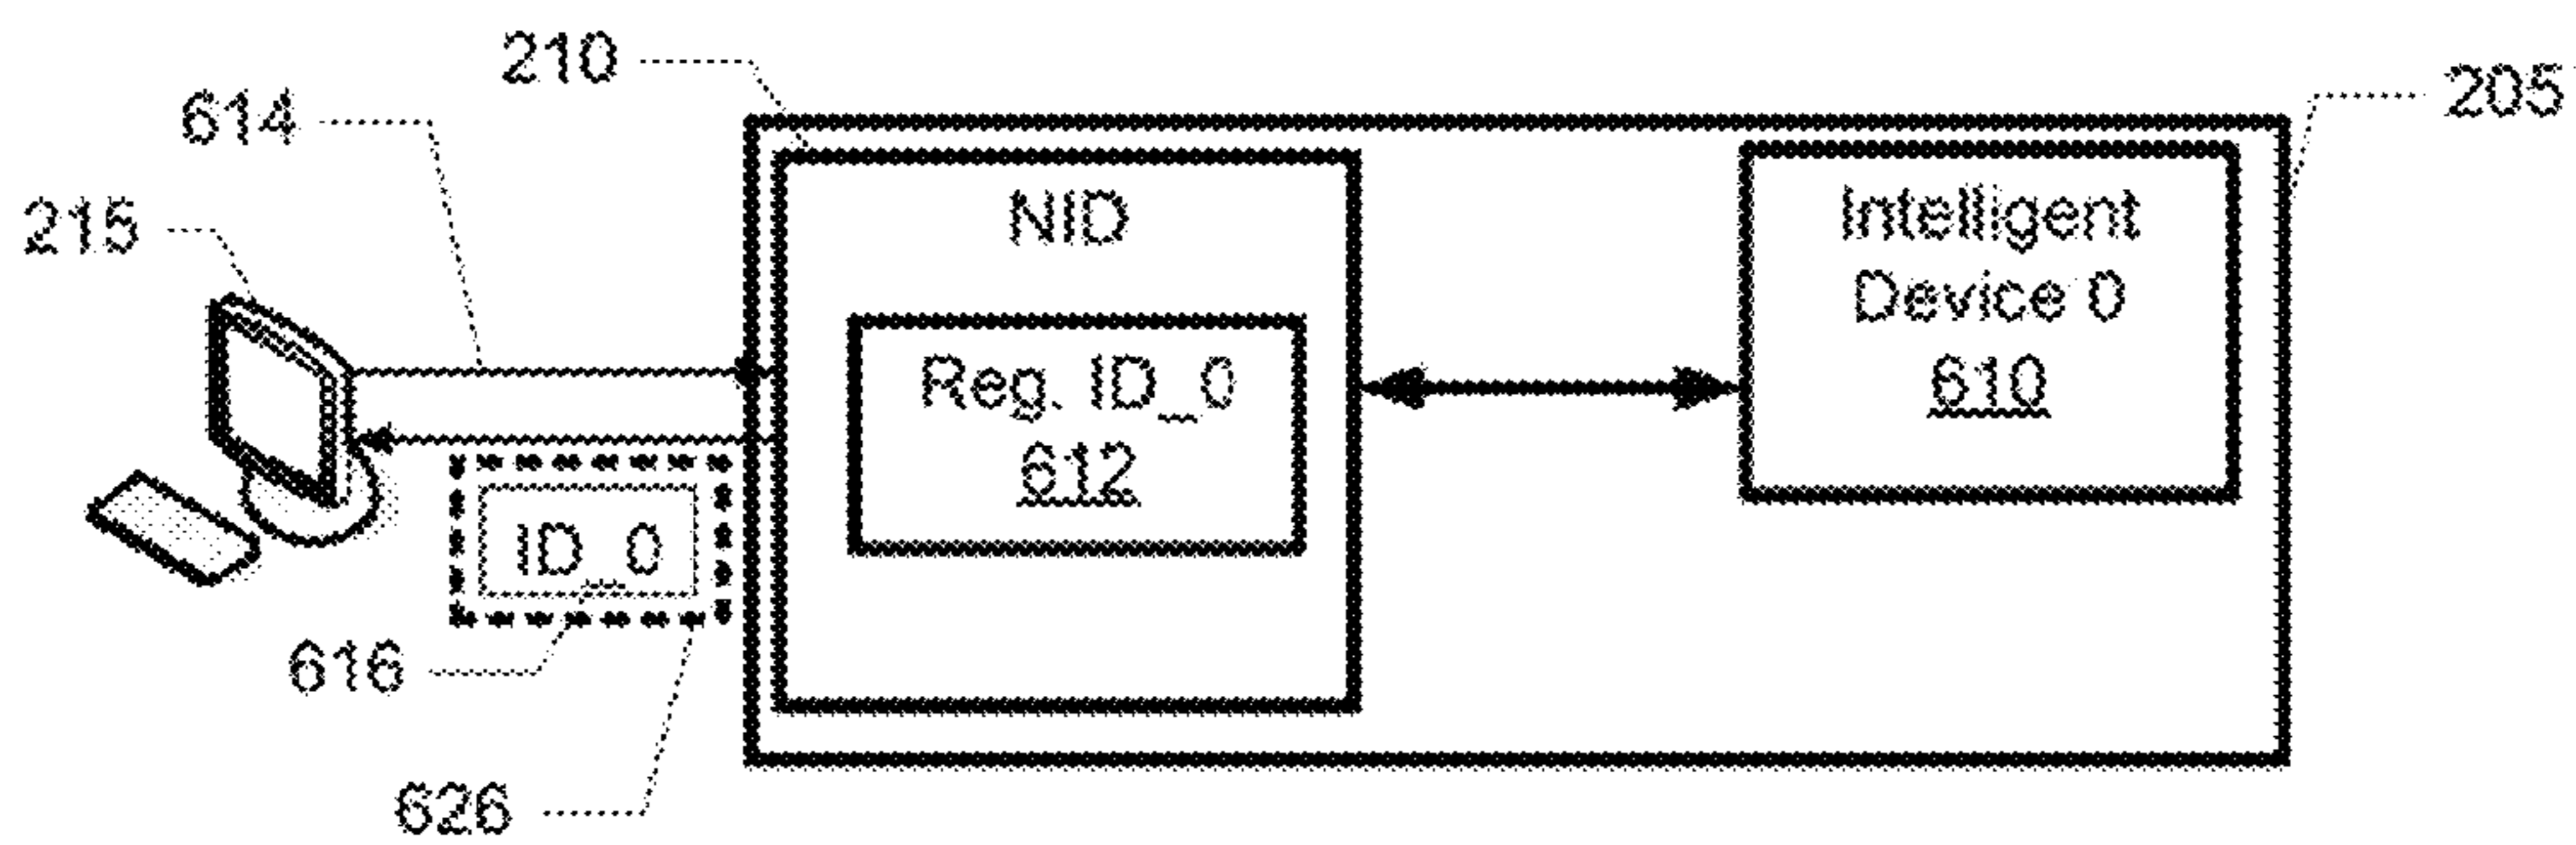 210
205
614
215
NID
Intelligent
Device 0
610
Reg. ID_0
612
ID_0
616
626